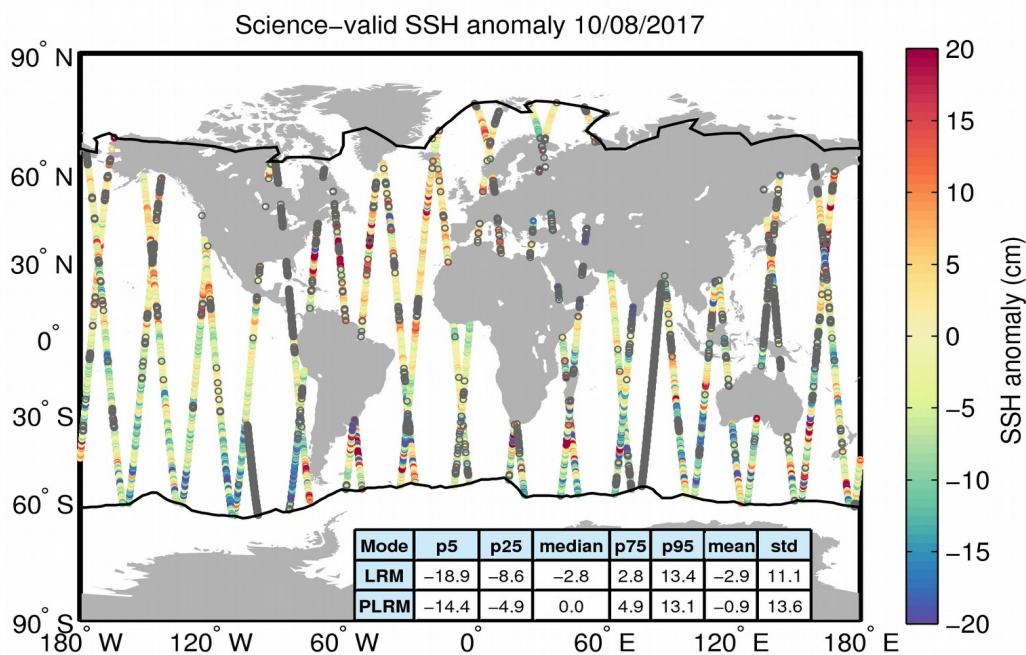 Science−valid SSH anomaly 10/08/2017
90° N
60° N
30° N
0°
30° S
60° S
90° S
180° W
120° W
60° W
0°
60° E
120° E
180° E
Mode p5 p25 median p75 p95 mean std
LRM −18.9 −8.6 −2.8 2.8 13.4 −2.9 11.1
PLRM −14.4 −4.9 0.0 4.9 13.1 −0.9 13.6
20
15
10
5
0
−5
−10
−15
−20
SSH anomaly (cm)